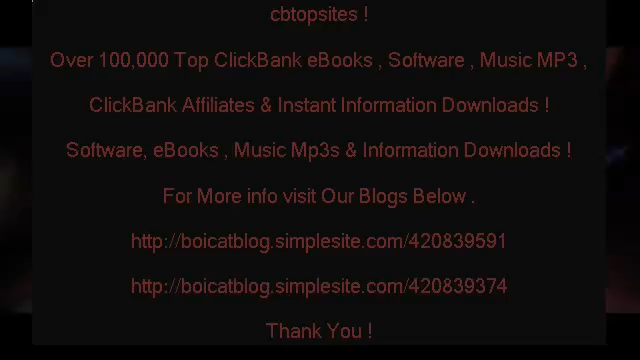 cbtopsites !
Over 100,000 Top ClickBank eBooks , Software , Music MP3 ,
ClickBank Affiliates & Instant Information Downloads !
Software, eBooks , Music Mp3s & Information Downloads !
For More info visit Our Blogs Below .
http://boicatblog.simplesite.com/420839591
http://boicatblog.simplesite.com/420839374
Thank You !